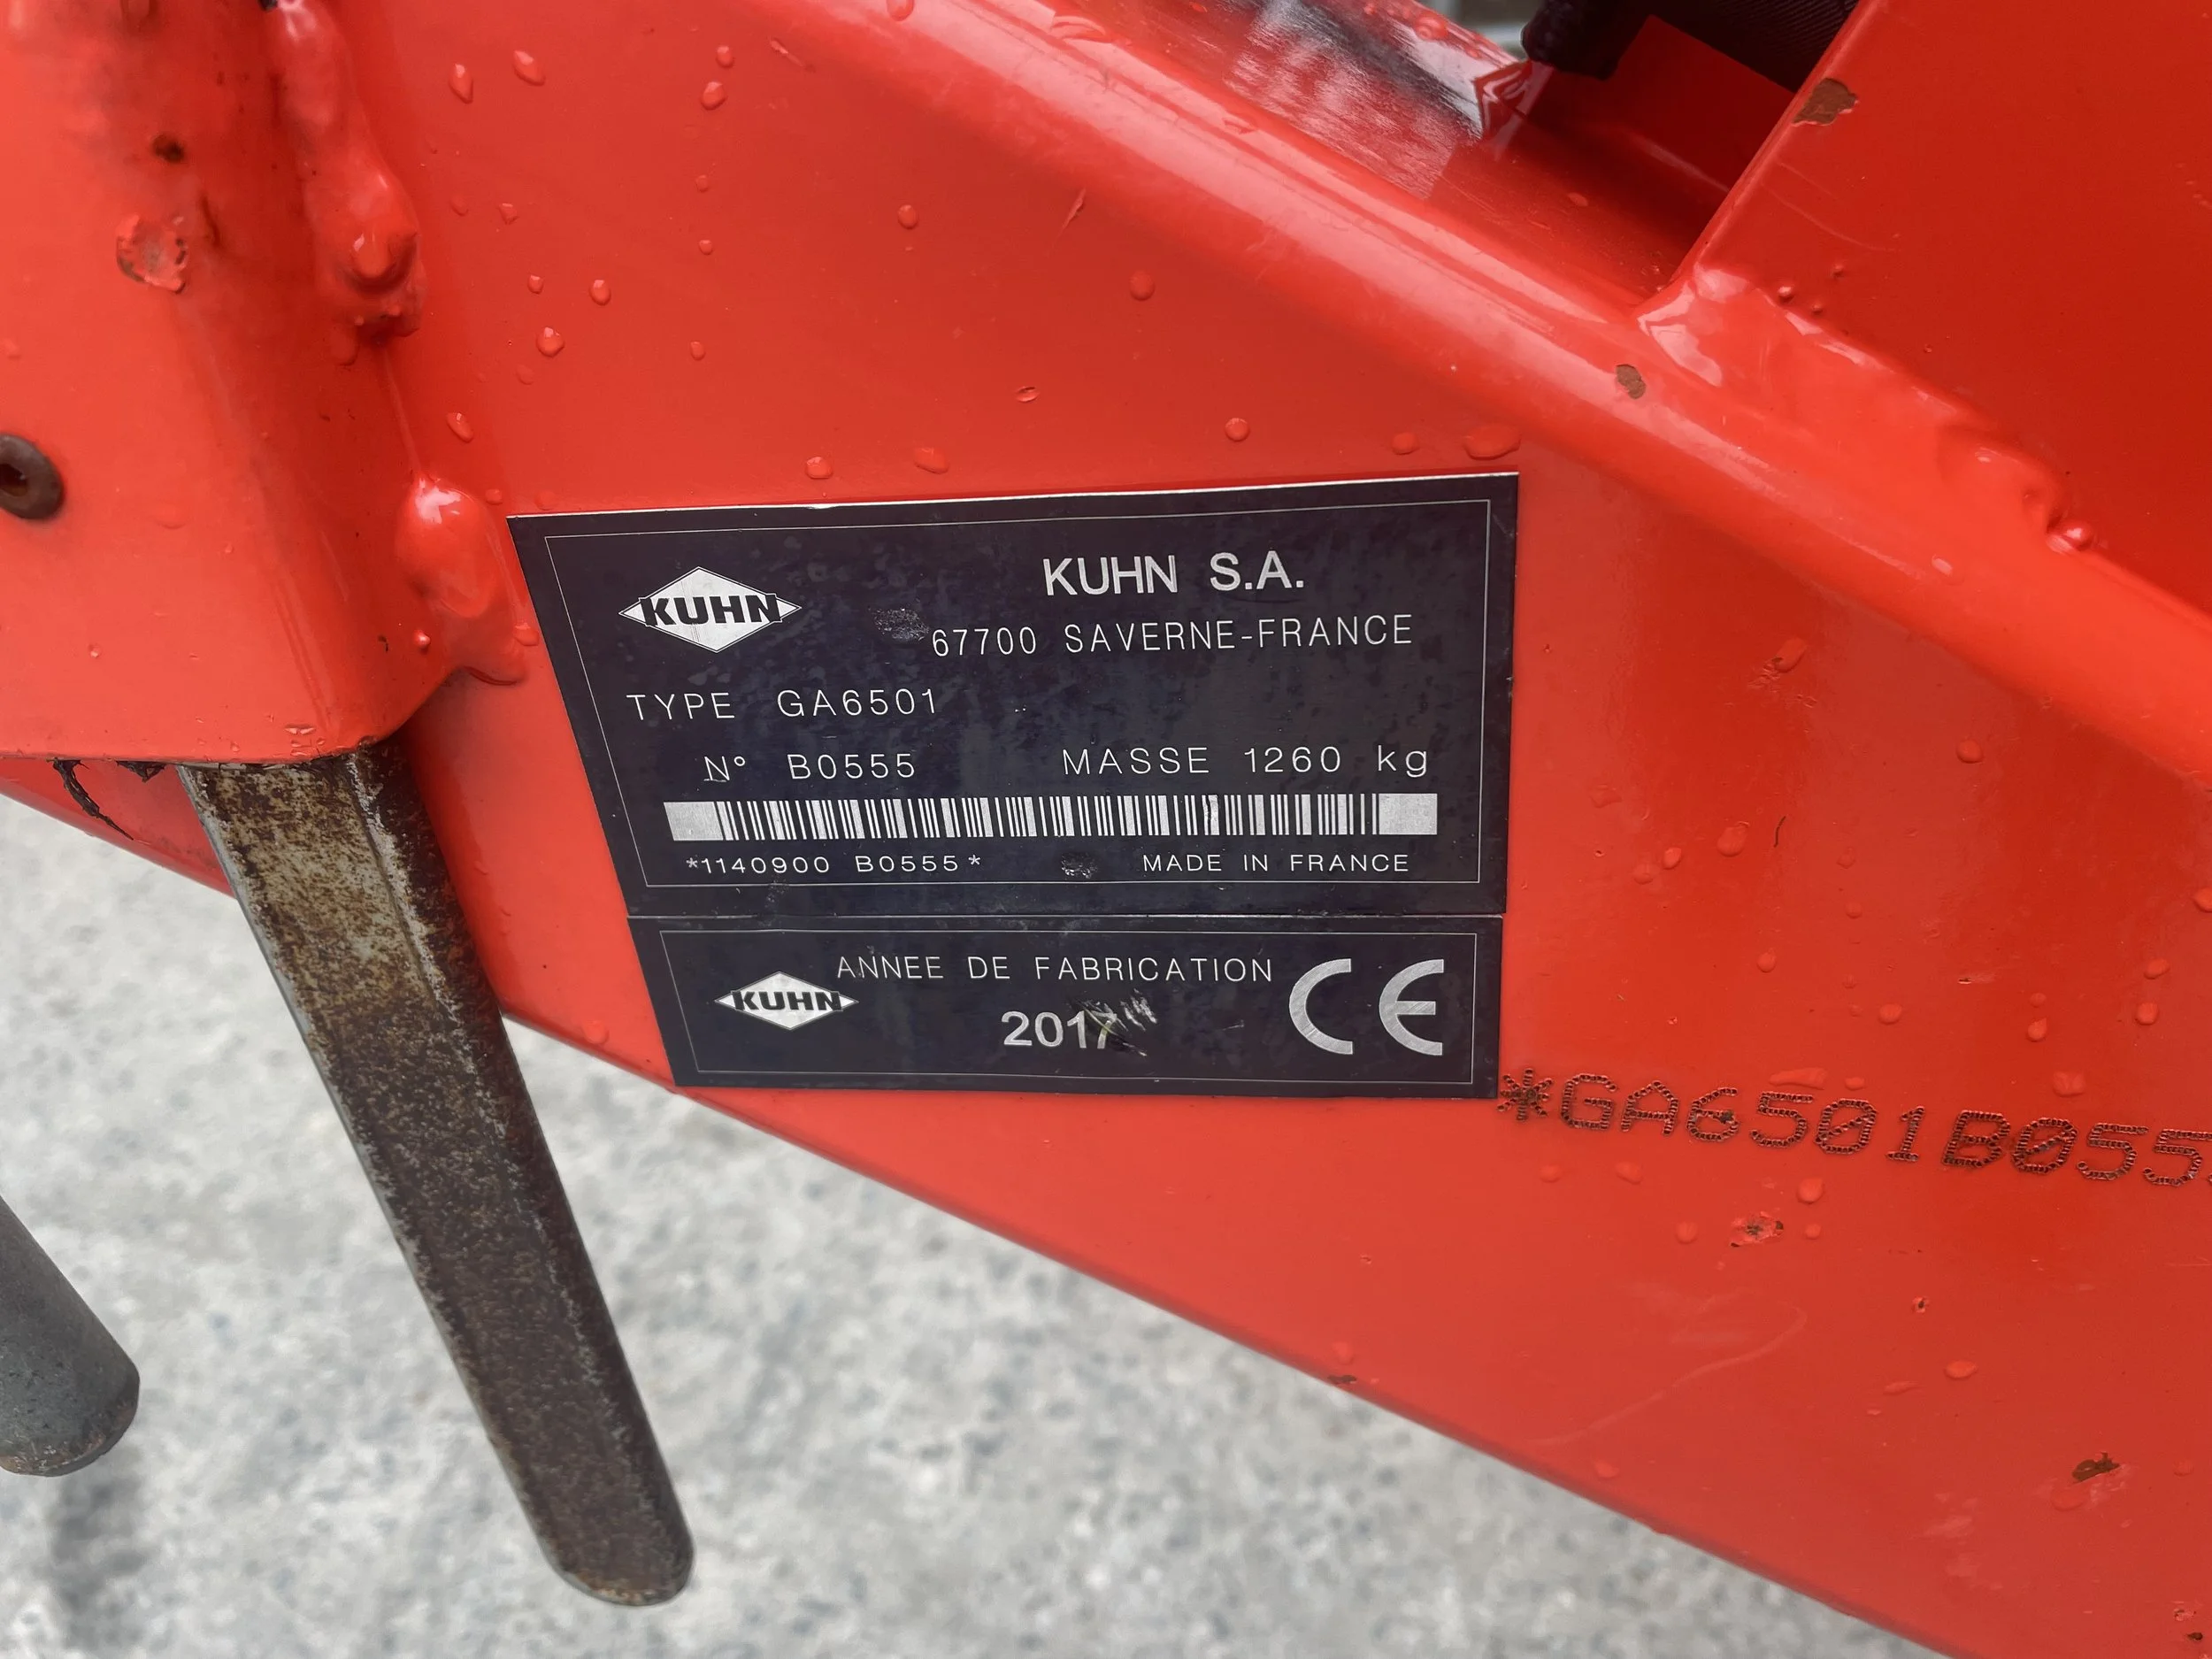 KUHN
KUHN S.A.
67700 SAVERNE-FRANCE
TYPE GA6501
N° B0555 MASSE 1260 kg
*1140900 B0555* MADE IN FRANCE
KUHN
ANNEE DE FABRICATION
2017
CE
*GA6501B055